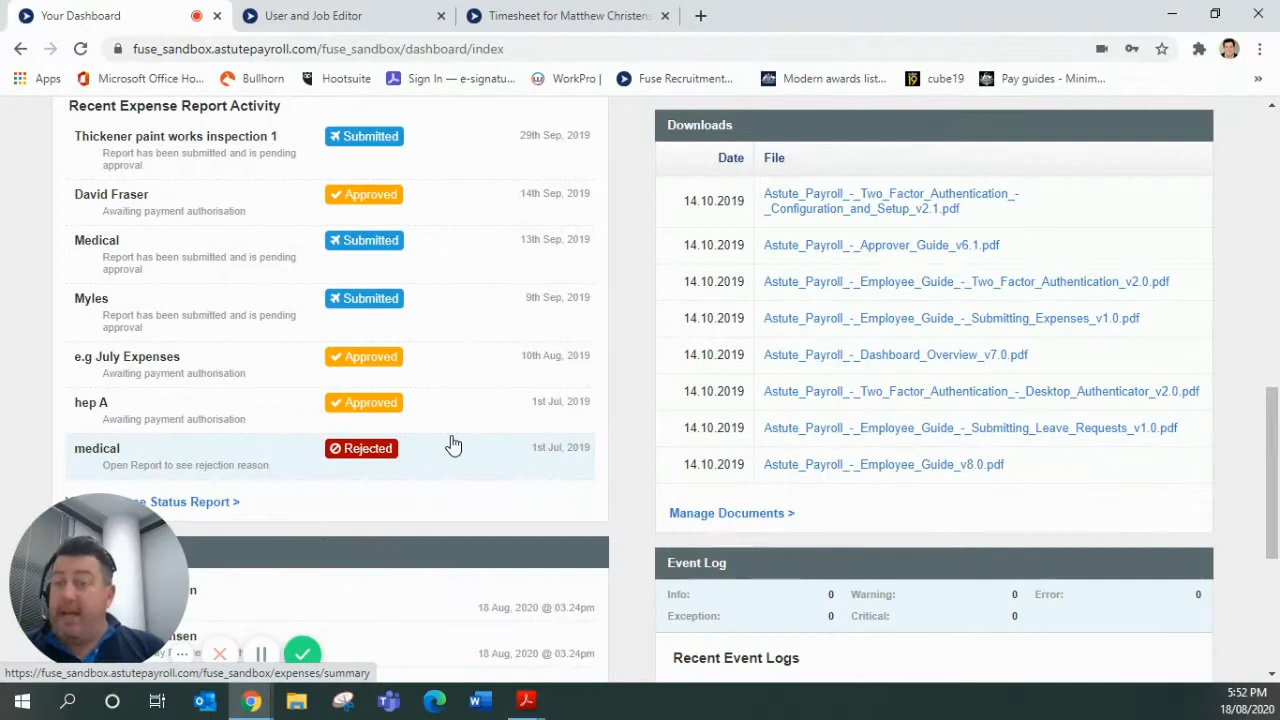 Your Dashboard
User and Job Editor
Timesheet for Matthew Christens
fuse_sandbox.astutepayroll.com/fuse_sandbox/dashboard/index
Apps
Microsoft Office Ho...
Bullhorn
Hootsuite
Sign In — e-signatu...
WorkPro |
Fuse Recruitment...
Modern awards list...
cube19
Pay guides - Minim...
»
Recent Expense Report Activity
Thickener paint works inspection 1
Submitted
29th Sep, 2019
Report has been submitted and is pending
approval
David Fraser
Approved
14th Sep, 2019
Awaiting payment authorisation
Medical
Submitted
13th Sep, 2019
Report has been submitted and is pending
approval
Myles
Submitted
9th Sep, 2019
Report has been submitted and is pending
approval
e.g July Expenses
Approved
10th Aug, 2019
Awaiting payment authorisation
hep A
Approved
1st Jul, 2019
Awaiting payment authorisation
medical
Rejected
1st Jul, 2019
Open Report to see rejection reason
Status Report >
18 Aug, 2020 @ 03.24pm
18 Aug, 2020 @ 03.24pm
Downloads
Date File
14.10.2019 Astute_Payroll_-_Two_Factor_Authentication_-
_Configuration_and_Setup_v2.1.pdf
14.10.2019 Astute_Payroll_-_Approver_Guide_v6.1.pdf
14.10.2019 Astute_Payroll_-_Employee_Guide_-_Two_Factor_Authentication_v2.0.pdf
14.10.2019 Astute_Payroll_-_Employee_Guide_-_Submitting_Expenses_v1.0.pdf
14.10.2019 Astute_Payroll_-_Dashboard_Overview_v7.0.pdf
14.10.2019 Astute_Payroll_-_Two_Factor_Authentication_-_Desktop_Authenticator_v2.0.pdf
14.10.2019 Astute_Payroll_-_Employee_Guide_-_Submitting_Leave_Requests_v1.0.pdf
14.10.2019 Astute_Payroll_-_Employee_Guide_v8.0.pdf
Manage Documents >
Event Log
Info: 0 Warning: 0 Error: 0
Exception: 0 Critical: 0
Recent Event Logs
https://fuse_sandbox.astutepayroll.com/fuse_sandbox/expenses/summary
5:52 PM
18/08/2020